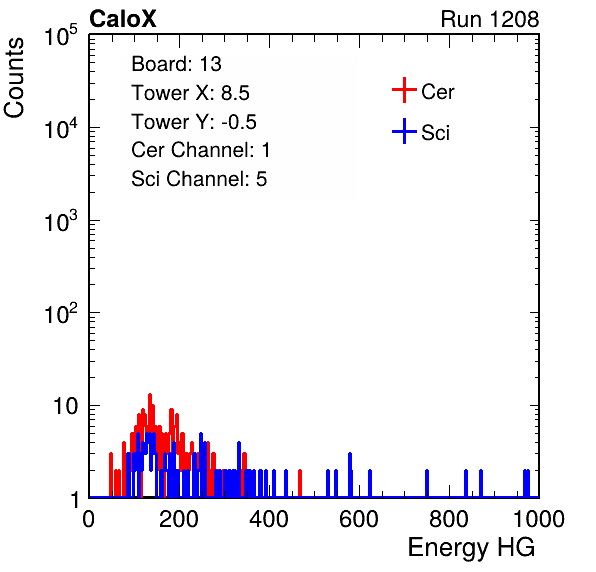 CaloX Run 1208
Counts
10^5
10^4
10^3
10^2
10
1
Board: 13
Tower X: 8.5
Tower Y: -0.5
Cer Channel: 1
Sci Channel: 5
Cer
Sci
0 200 400 600 800 1000
Energy HG